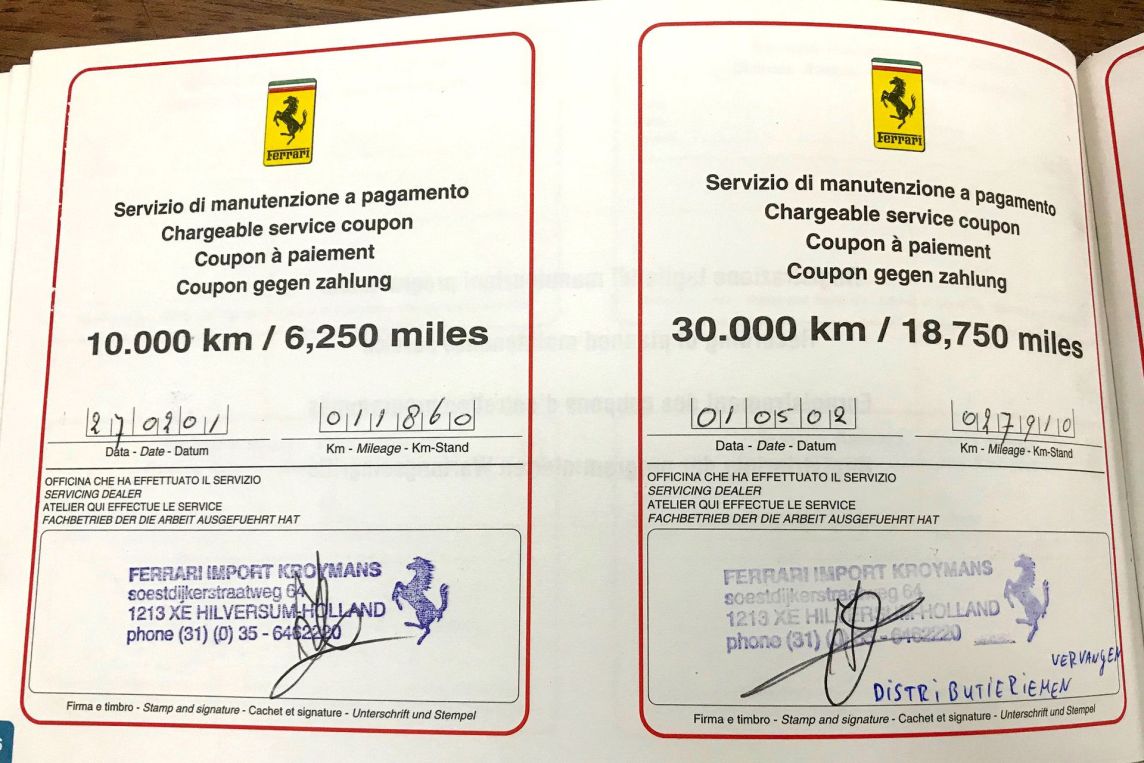 Ferrari
Servizio di manutenzione a pagamento
Chargeable service coupon
Coupon à paiement
Coupon gegen zahlung
10.000 km / 6,250 miles
270201
011860
Data - Date - Datum
Km - Mileage - Km-Stand
OFFICINA CHE HA EFFETTUATO IL SERVIZIO
SERVICING DEALER
ATELIER QUI EFFECTUE LE SERVICE
FACHBETRIEB DER DIE ARBEIT AUSGEFUEHRT HAT
FERRARI IMPORT KROYMANS
soestdijkerstraatweg 64
1213 XE HILVERSUM-HOLLAND
phone (31) (0) 35 - 6462220
Firma e timbro - Stamp and signature - Cachet et signature - Unterschrift und Stempel
Ferrari
Servizio di manutenzione a pagamento
Chargeable service coupon
Coupon à paiement
Coupon gegen zahlung
30.000 km / 18,750 miles
010502
027910
Data - Date - Datum
Km - Mileage - Km-Stand
OFFICINA CHE HA EFFETTUATO IL SERVIZIO
SERVICING DEALER
ATELIER QUI EFFECTUE LE SERVICE
FACHBETRIEB DER DIE ARBEIT AUSGEFUEHRT HAT
FERRARI IMPORT KROYMANS
soestdijkerstraatweg 64
1213 XE HILVERSUM-HOLLAND
phone (31) (0) - 6462220
VERVANGEN
DISTRIBUTIERIEMEN
Firma e timbro - Stamp and signature - Cachet et signature - Unterschrift und Stempel